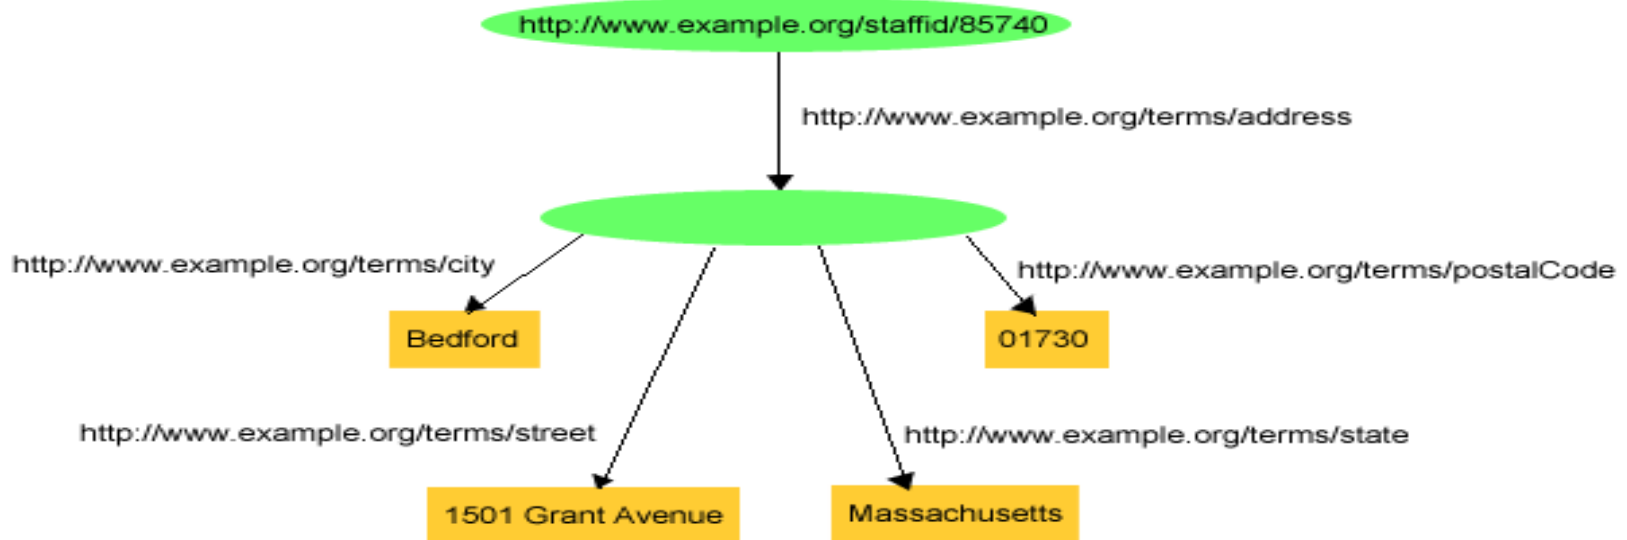 http://www.example.org/staffid/85740
http://www.example.org/terms/address
http://www.example.org/terms/city
http://www.example.org/terms/postalCode
Bedford
01730
http://www.example.org/terms/street
http://www.example.org/terms/state
1501 Grant Avenue
Massachusetts